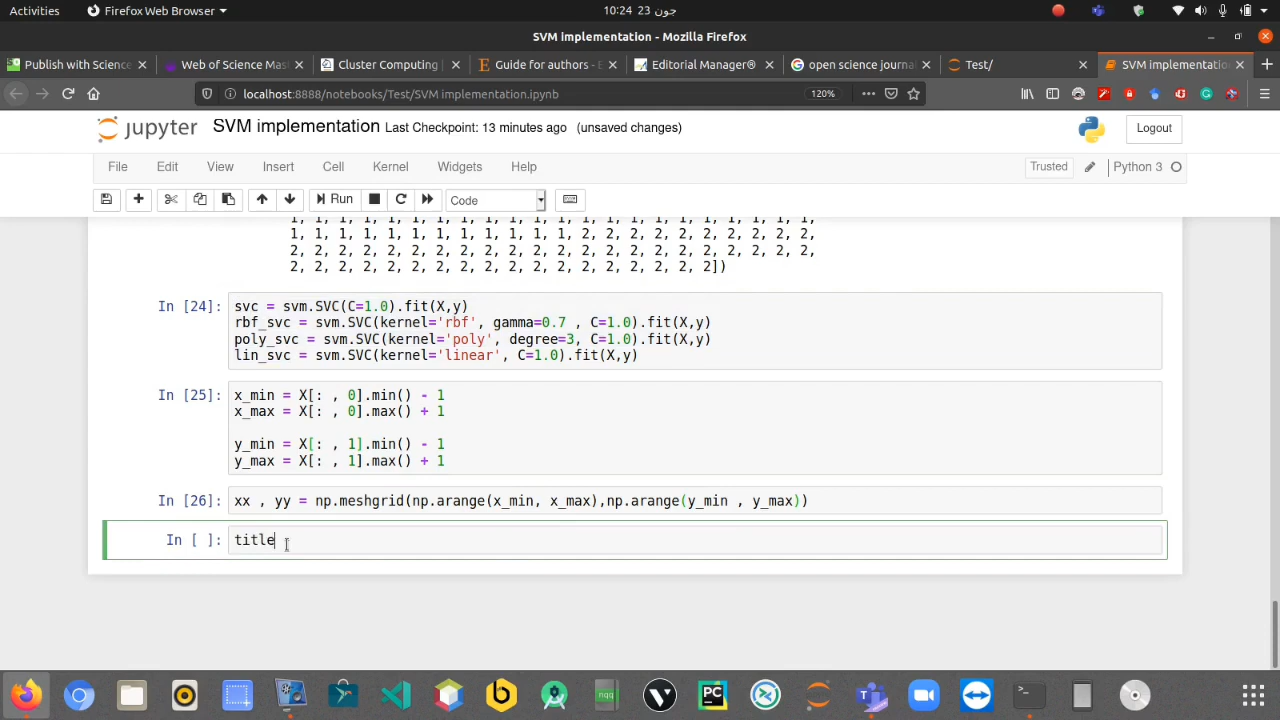 Activities Firefox Web Browser 10:24 23 جون
SVM implementation - Mozilla Firefox
Publish with Science Web of Science Mas Cluster Computing | Guide for authors - E Editorial Manager® open science journal Test/ SVM implementatio
localhost:8888/notebooks/Test/SVM implementation.ipynb 120%
jupyter SVM implementation Last Checkpoint: 13 minutes ago (unsaved changes) Logout
File Edit View Insert Cell Kernel Widgets Help Trusted Python 3
Run Code
1, 1, 1, 1, 1, 1, 1, 1, 1, 1, 1, 1, 1, 1, 1, 1, 1, 1, 1, 1, 1, 1,
1, 1, 1, 1, 1, 1, 1, 1, 1, 1, 1, 1, 2, 2, 2, 2, 2, 2, 2, 2, 2, 2,
2, 2, 2, 2, 2, 2, 2, 2, 2, 2, 2, 2, 2, 2, 2, 2, 2, 2, 2, 2, 2, 2,
2, 2, 2, 2, 2, 2, 2, 2, 2, 2, 2, 2, 2, 2, 2, 2, 2, 2])
In [24]: svc = svm.SVC(C=1.0).fit(X,y)
rbf_svc = svm.SVC(kernel='rbf', gamma=0.7 , C=1.0).fit(X,y)
poly_svc = svm.SVC(kernel='poly', degree=3, C=1.0).fit(X,y)
lin_svc = svm.SVC(kernel='linear', C=1.0).fit(X,y)
In [25]: x_min = X[: , 0].min() - 1
x_max = X[: , 0].max() + 1
y_min = X[: , 1].min() - 1
y_max = X[: , 1].max() + 1
In [26]: xx , yy = np.meshgrid(np.arange(x_min, x_max),np.arange(y_min , y_max))
In [ ]: title
nqq PC